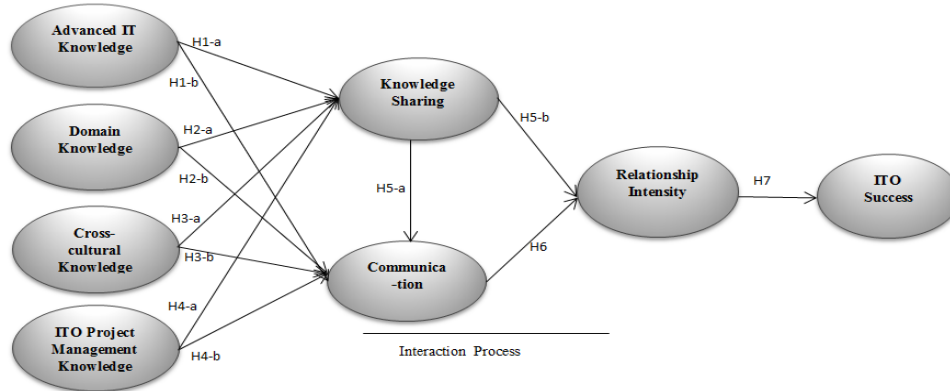 Advanced IT
Knowledge
H1-a
H1-b
Domain
Knowledge
H2-a
H2-b
Cross-
cultural
Knowledge
H3-a
H3-b
ITO Project
Management
Knowledge
H4-a
H4-b
Knowledge
Sharing
H5-a
H5-b
Communica
-tion
H6
Interaction Process
Relationship
Intensity
H7
ITO
Success